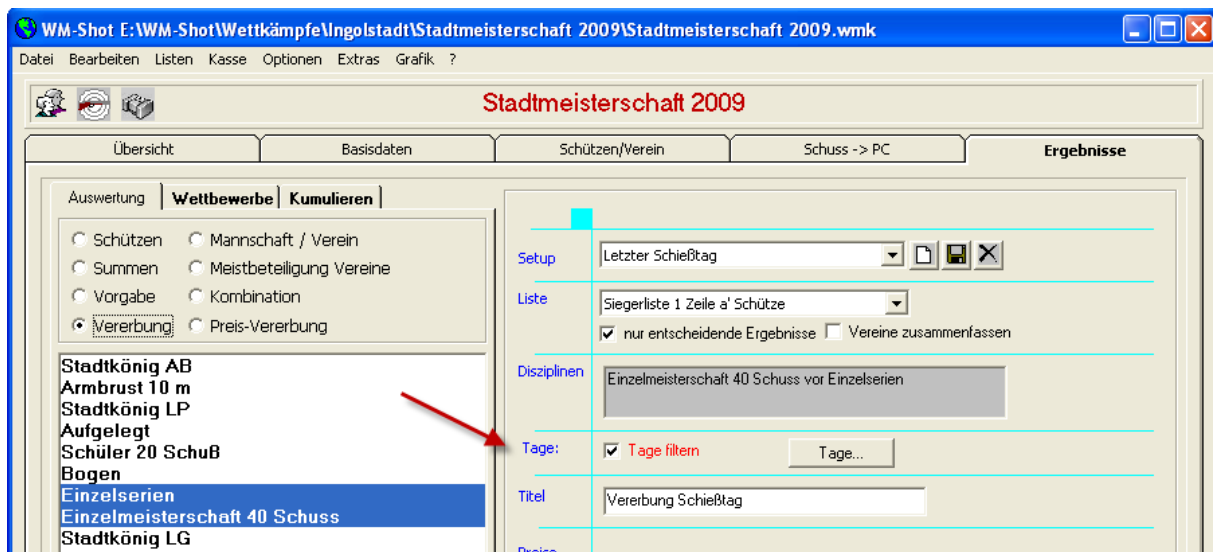 WM-Shot E:\WM-Shot\Wettkämpfe\Ingolstadt\Stadtmeisterschaft 2009\Stadtmeisterschaft 2009.wmk
Datei Bearbeiten Listen Kasse Optionen Extras Grafik ?
Stadtmeisterschaft 2009
Übersicht Basisdaten Schützen/Verein Schuss -> PC Ergebnisse
Auswertung Wettbewerbe Kumulieren
Schützen Mannschaft / Verein
Summen Meistbeteiligung Vereine
Vorgabe Kombination
Vererbung Preis-Vererbung
Stadtkönig AB
Armbrust 10 m
Stadtkönig LP
Aufgelegt
Schüler 20 Schuß
Bogen
Einzelserien
Einzelmeisterschaft 40 Schuss
Stadtkönig LG
Setup Letzter Schießtag
Liste Siegerliste 1 Zeile a' Schütze
nur entscheidende Ergebnisse Vereine zusammenfassen
Disziplinen Einzelmeisterschaft 40 Schuss vor Einzelserien
Tage: Tage filtern Tage...
Titel Vererbung Schießtag
Preise